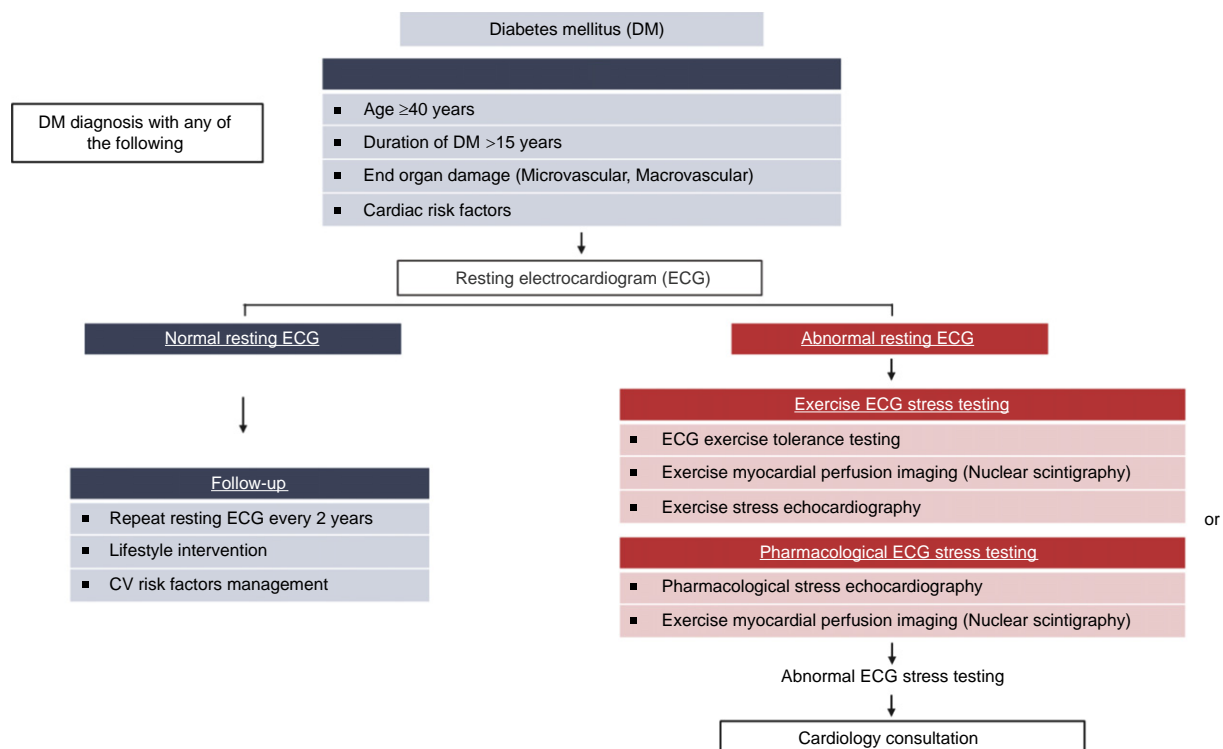 Diabetes mellitus (DM)
DM diagnosis with any of
the following
Age ≥40 years
Duration of DM >15 years
End organ damage (Microvascular, Macrovascular)
Cardiac risk factors
Resting electrocardiogram (ECG)
Normal resting ECG
Follow-up
Repeat resting ECG every 2 years
Lifestyle intervention
CV risk factors management
Abnormal resting ECG
Exercise ECG stress testing
ECG exercise tolerance testing
Exercise myocardial perfusion imaging (Nuclear scintigraphy)
Exercise stress echocardiography
or
Pharmacological ECG stress testing
Pharmacological stress echocardiography
Exercise myocardial perfusion imaging (Nuclear scintigraphy)
Abnormal ECG stress testing
Cardiology consultation